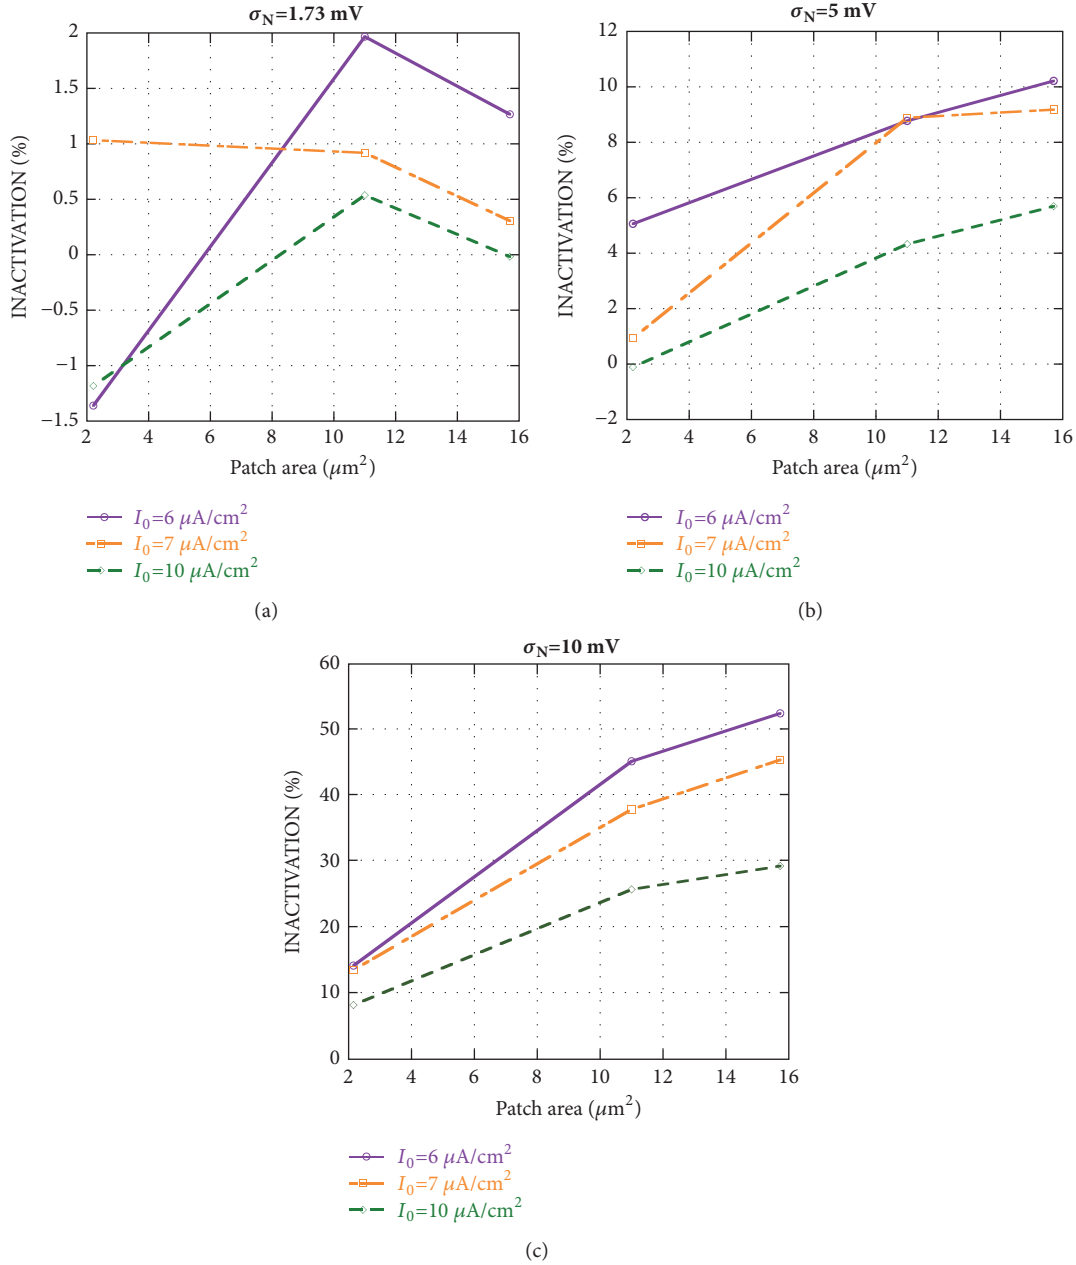 σN=1.73 mV
2
1.5
1
0.5
0
−0.5
−1
−1.5
INACTIVATION (%)
2 4 6 8 10 12 14 16
Patch area (μm²)
I₀=6 μA/cm²
I₀=7 μA/cm²
I₀=10 μA/cm²
(a)
σN=5 mV
12
10
8
6
4
2
0
−2
INACTIVATION (%)
2 4 6 8 10 12 14 16
Patch area (μm²)
I₀=6 μA/cm²
I₀=7 μA/cm²
I₀=10 μA/cm²
(b)
σN=10 mV
60
50
40
30
20
10
0
INACTIVATION (%)
2 4 6 8 10 12 14 16
Patch area (μm²)
I₀=6 μA/cm²
I₀=7 μA/cm²
I₀=10 μA/cm²
(c)